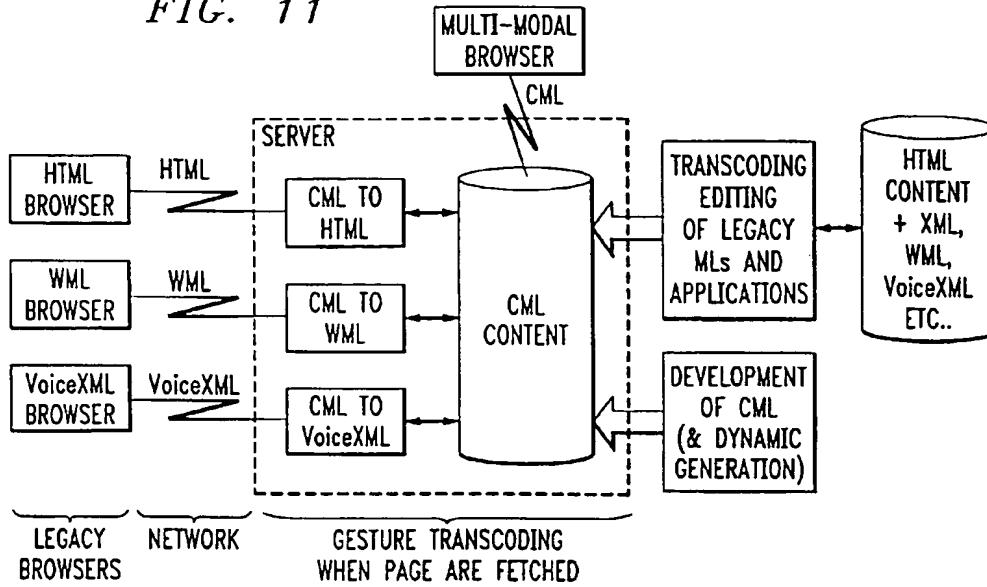 FIG. 11
MULTI-MODAL
BROWSER
CML
SERVER
HTML
BROWSER
HTML
CML TO
HTML
WML
BROWSER
WML
CML TO
WML
VoiceXML
BROWSER
VoiceXML
CML TO
VoiceXML
CML
CONTENT
TRANSCODING
EDITING
OF LEGACY
MLs AND
APPLICATIONS
HTML
CONTENT
+ XML,
WML,
VoiceXML
ETC..
DEVELOPMENT
OF CML
(& DYNAMIC
GENERATION)
LEGACY
BROWSERS
NETWORK
GESTURE TRANSCODING
WHEN PAGE ARE FETCHED